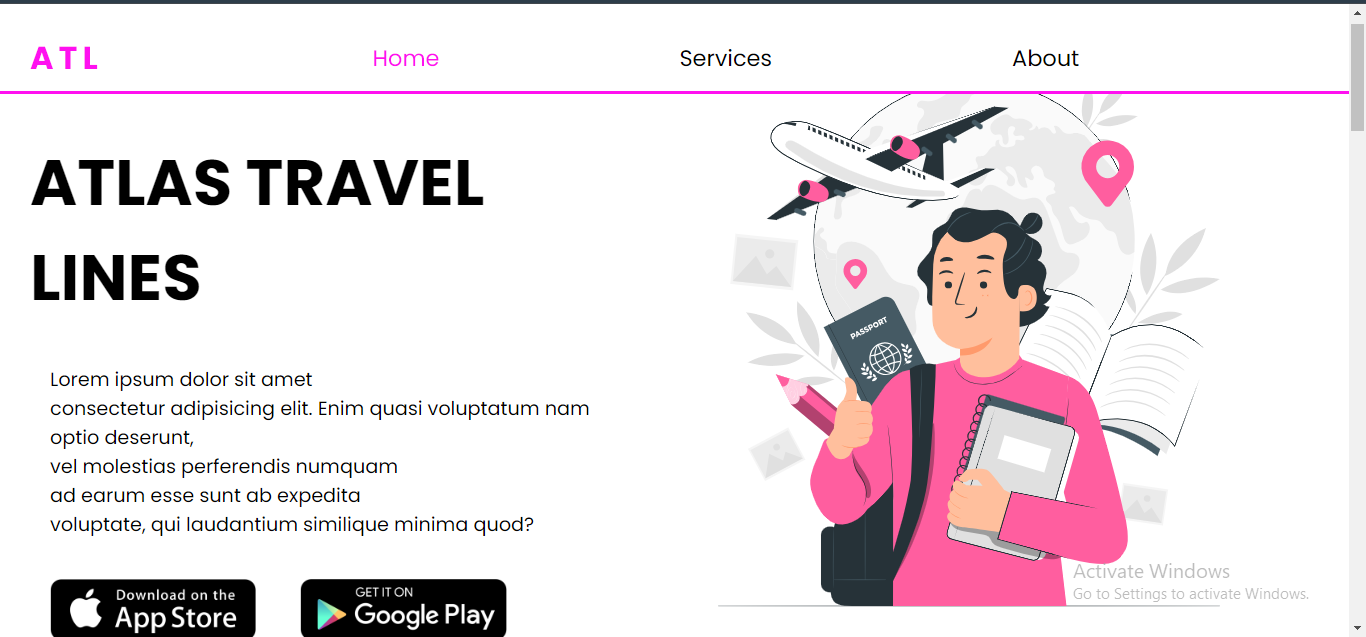 ATL
Home
Services
About
ATLAS TRAVEL
LINES
Lorem ipsum dolor sit amet
consectetur adipisicing elit. Enim quasi voluptatum nam
optio deserunt,
vel molestias perferendis numquam
ad earum esse sunt ab expedita
voluptate, qui laudantium similique minima quod?
Download on the
App Store
GET IT ON
Google Play
PASSPORT
Activate Windows
Go to Settings to activate Windows.